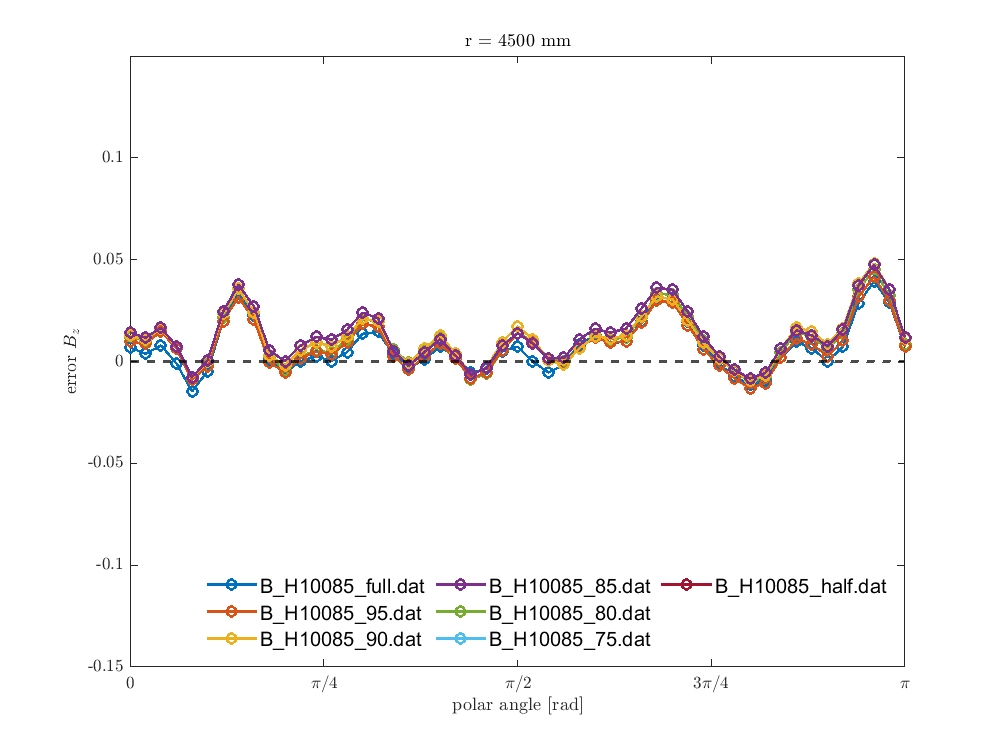 r = 4500 mm
error B_z
0.1
0.05
0
-0.05
-0.1
-0.15
B_H10085_full.dat B_H10085_85.dat B_H10085_half.dat
B_H10085_95.dat B_H10085_80.dat
B_H10085_90.dat B_H10085_75.dat
0 π/4 π/2 3π/4 π
polar angle [rad]